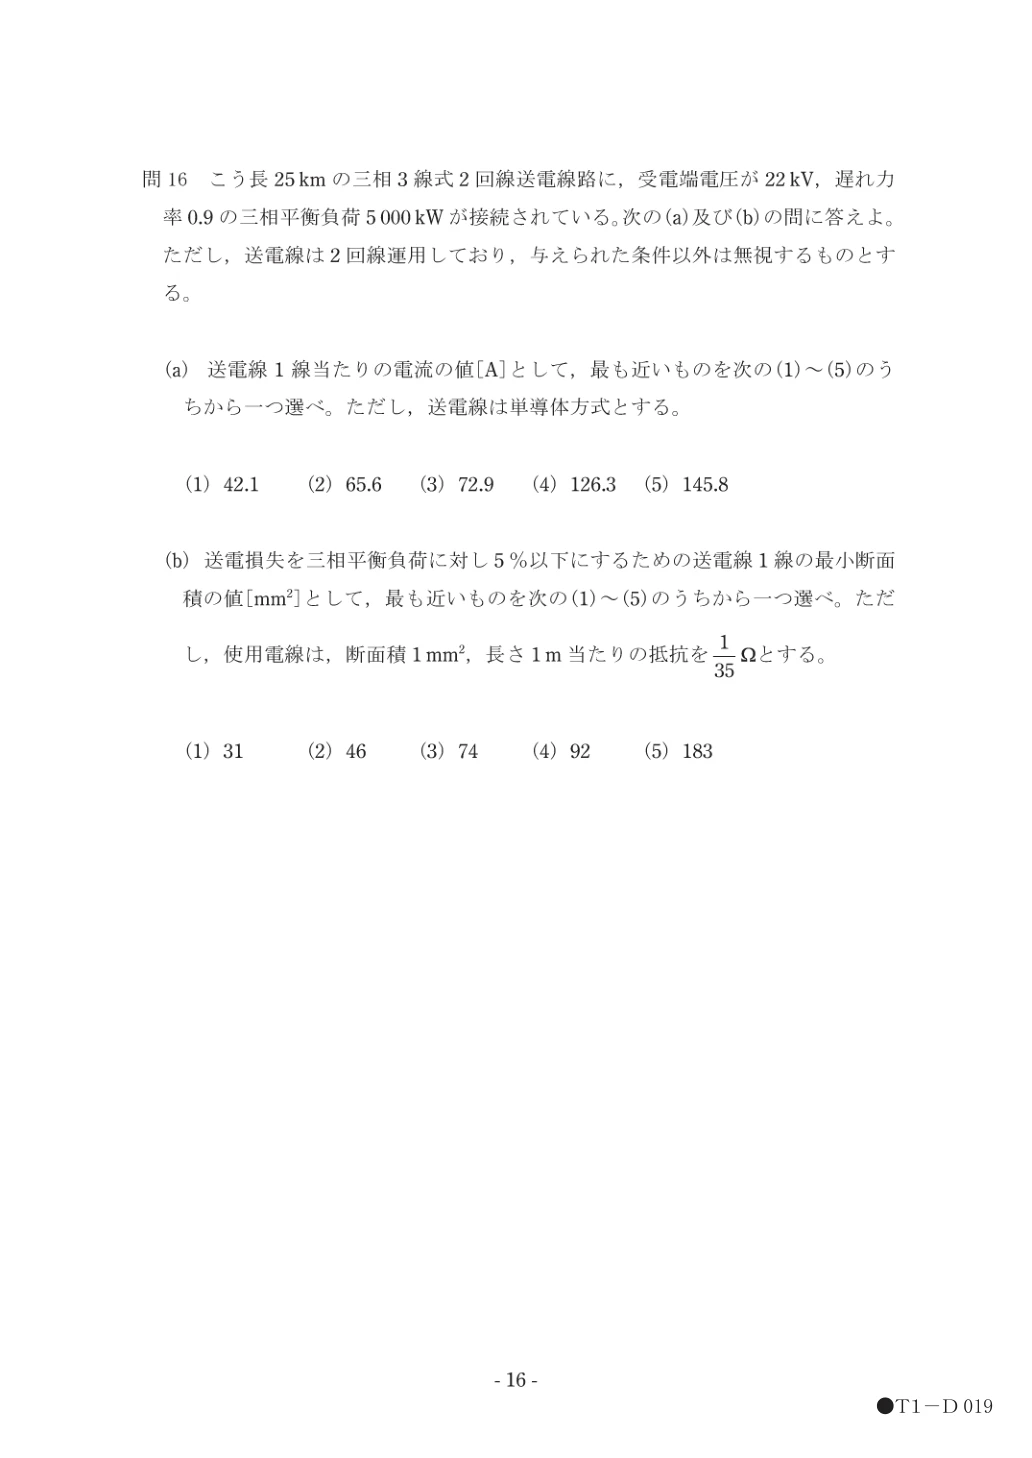 問 16　こう長 25 km の三相 3 線式 2 回線送電線路に，受電端電圧が 22 kV，遅れ力
率 0.9 の三相平衡負荷 5 000 kW が接続されている。次の(a)及び(b)の問に答えよ。
ただし，送電線は 2 回線運用しており，与えられた条件以外は無視するものとす
る。
(a)　送電線 1 線当たりの電流の値[A]として，最も近いものを次の(1)～(5)のう
ちから一つ選べ。ただし，送電線は単導体方式とする。
(1) 42.1　(2) 65.6　(3) 72.9　(4) 126.3　(5) 145.8
(b)　送電損失を三相平衡負荷に対し 5 %以下にするための送電線 1 線の最小断面
積の値[mm²]として，最も近いものを次の(1)～(5)のうちから一つ選べ。ただ
し，使用電線は，断面積 1 mm²，長さ 1 m 当たりの抵抗を 1/35 Ωとする。
(1) 31　(2) 46　(3) 74　(4) 92　(5) 183
- 16 -
●T1－D 019